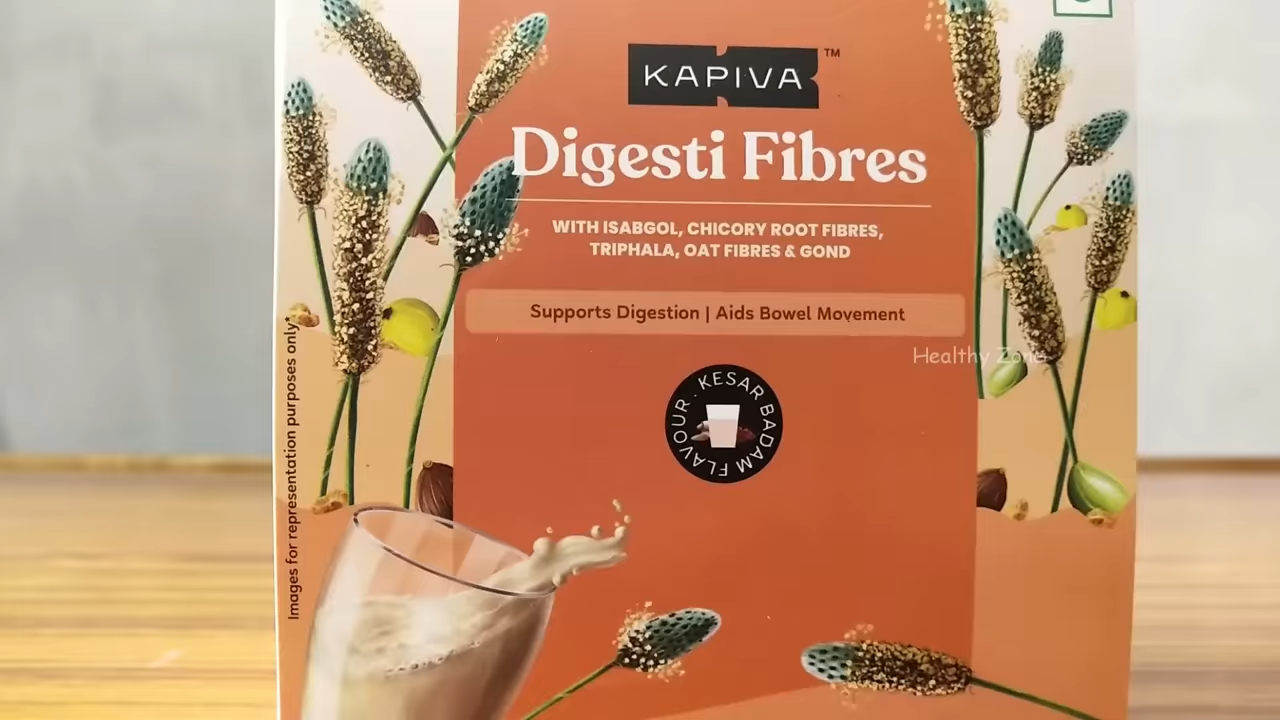 KAPIVA™
Digesti Fibres
WITH ISABGOL, CHICORY ROOT FIBRES,
TRIPHALA, OAT FIBRES & GOND
Supports Digestion | Aids Bowel Movement
Healthy Zone
KESAR BADAM FLAVOUR
Images for representation purposes only*